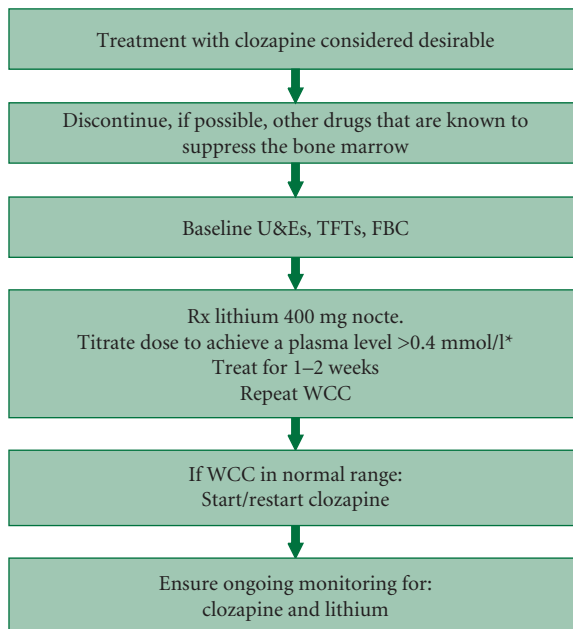 Treatment with clozapine considered desirable
Discontinue, if possible, other drugs that are known to
suppress the bone marrow
Baseline U&Es, TFTs, FBC
Rx lithium 400 mg nocte.
Titrate dose to achieve a plasma level >0.4 mmol/l*
Treat for 1–2 weeks
Repeat WCC
If WCC in normal range:
Start/restart clozapine
Ensure ongoing monitoring for:
clozapine and lithium